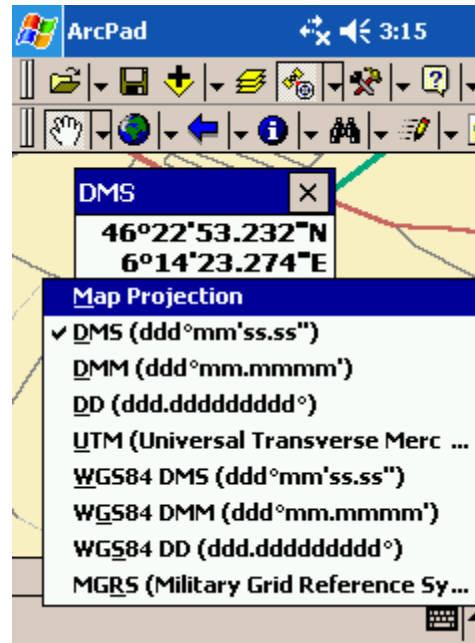 ArcPad 3:15
DMS
46°22'53.232"N
6°14'23.274"E
Map Projection
DMS (ddd°mm'ss.ss")
DMM (ddd°mm.mmmm')
DD (ddd.ddddddddd°)
UTM (Universal Transverse Merc ...
WGS84 DMS (ddd°mm'ss.ss")
WGS84 DMM (ddd°mm.mmmm')
WGS84 DD (ddd.ddddddddd°)
MGRS (Military Grid Reference Sy...